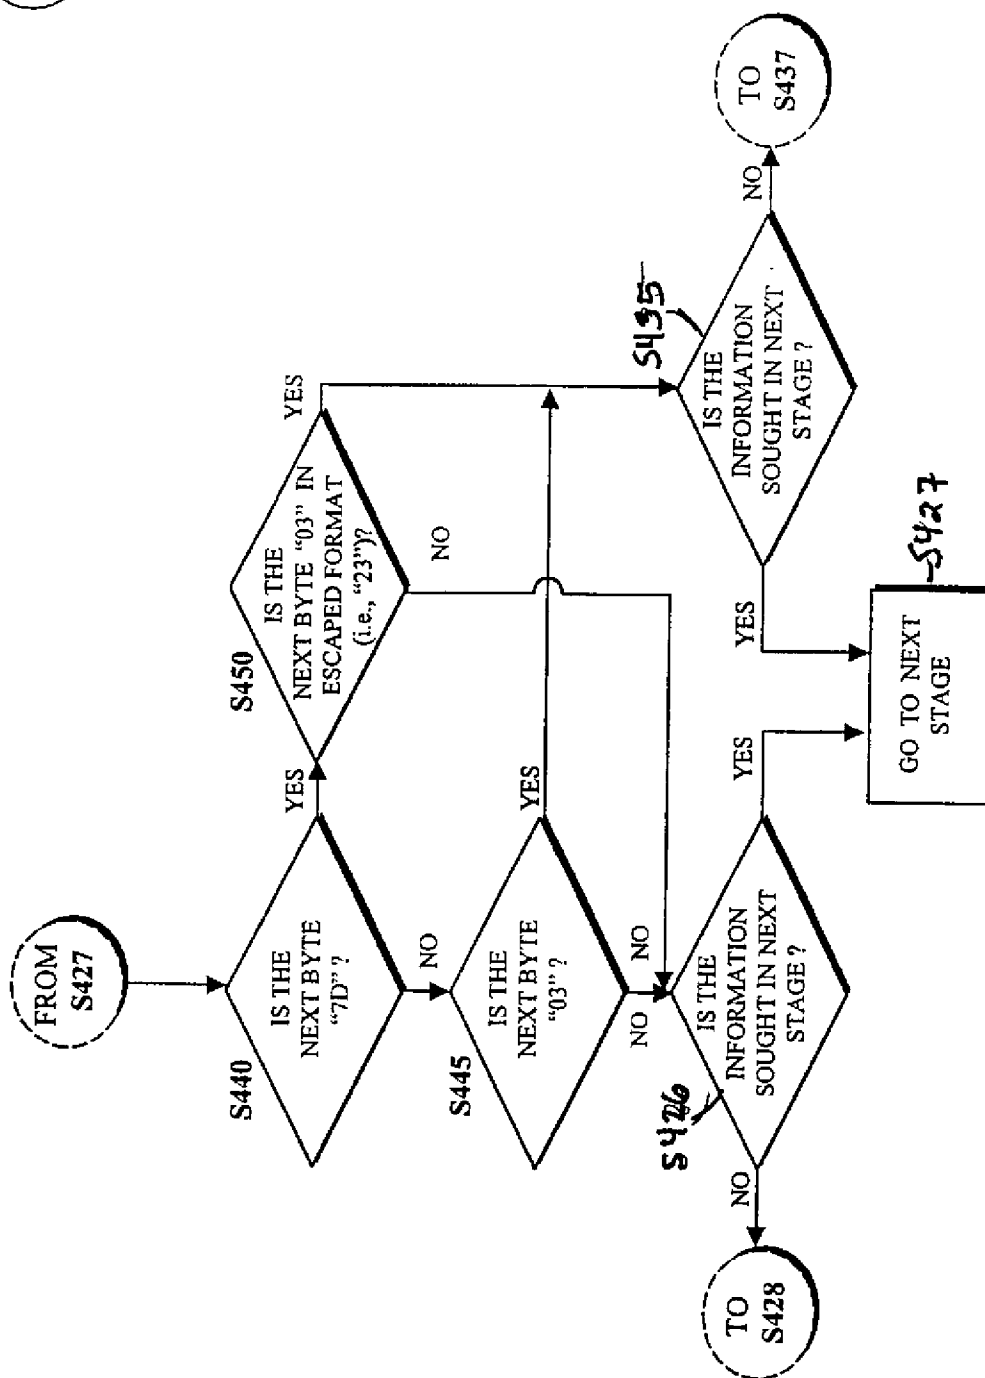 FROM
S427
S440
IS THE
NEXT BYTE
"7D" ?
YES
NO
S450
IS THE
NEXT BYTE "03" IN
ESCAPED FORMAT
(i.e., "23")?
YES
NO
S445
IS THE
NEXT BYTE
"03" ?
YES
NO
NO
S426
IS THE
INFORMATION
SOUGHT IN NEXT
STAGE ?
NO
YES
TO
S428
S435
IS THE
INFORMATION
SOUGHT IN NEXT
STAGE ?
YES
NO
TO
S437
GO TO NEXT
STAGE
S427